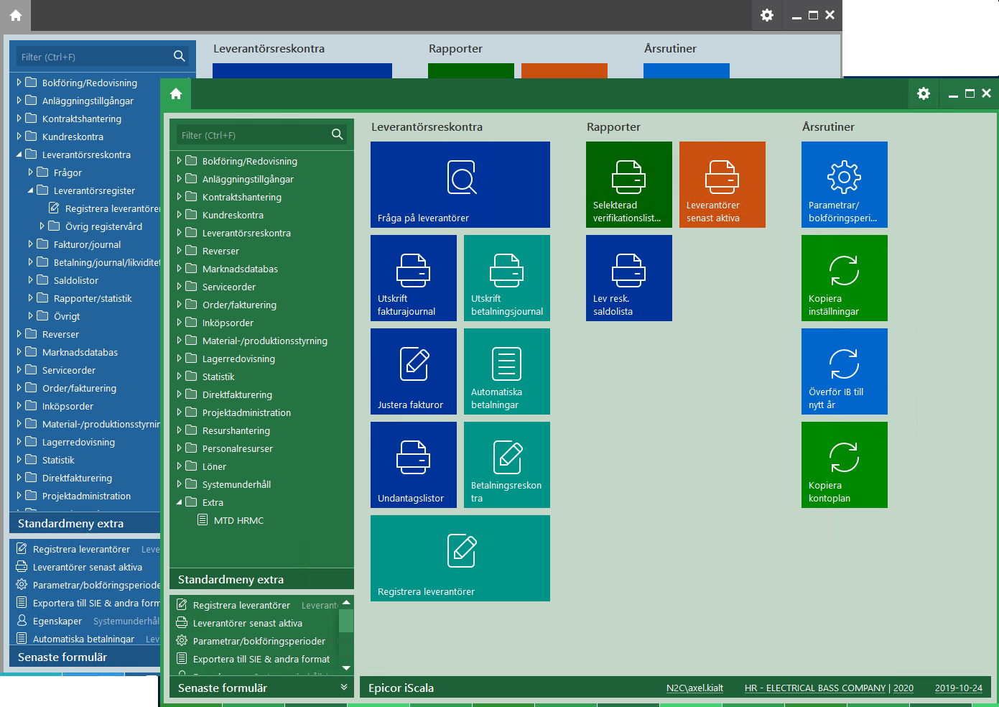 Filter (Ctrl+F)
Bokföring/Redovisning
Anläggningstillgångar
Kontraktshantering
Kundreskontra
Leverantörsreskontra
Frågor
Leverantörsregister
Registrera leverantörer
Övrig registervård
Fakturor/journal
Betalning/journal/likviditet
Saldolistor
Rapporter/statistik
Övrigt
Reverser
Marknadsdatabas
Serviceorder
Order/fakturering
Inköpsorder
Material-/produktionsstyrnin
Lagerredovisning
Statistik
Direktfakturering
Projektadministration
Standardmeny extra
Registrera leverantörer Leve
Leverantörer senast aktiva
Parametrar/bokföringsperiode
Exportera till SIE & andra form
Egenskaper Systemunderhål
Automatiska betalningar Lev
Senaste formulär
Leverantörsreskontra
Rapporter
Årsrutiner
Filter (Ctrl+F)
Bokföring/Redovisning
Anläggningstillgångar
Kontraktshantering
Kundreskontra
Leverantörsreskontra
Reverser
Marknadsdatabas
Serviceorder
Order/fakturering
Inköpsorder
Material-/produktionsstyrning
Lagerredovisning
Statistik
Direktfakturering
Projektadministration
Resurshantering
Personalresurser
Löner
Systemunderhåll
Extra
MTD HRMC
Standardmeny extra
Registrera leverantörer Leverant
Leverantörer senast aktiva
Parametrar/bokföringsperioder
Exportera till SIE & andra format
Senaste formulär
Leverantörsreskontra
Fråga på leverantörer
Utskrift
fakturajournal
Utskrift
betalningsjournal
Justera fakturor
Automatiska
betalningar
Undantagslistor
Betalningsreskon
tra
Registrera leverantörer
Rapporter
Selekterad
verifikationslist...
Leverantörer
senast aktiva
Lev resk.
saldolista
Årsrutiner
Parametrar/
bokföringsperi...
Kopiera
inställningar
Överför IB till
nytt år
Kopiera
kontoplan
Epicor iScala
N2C\axel.kialt
HR - ELECTRICAL BASS COMPANY | 2020
2019-10-24